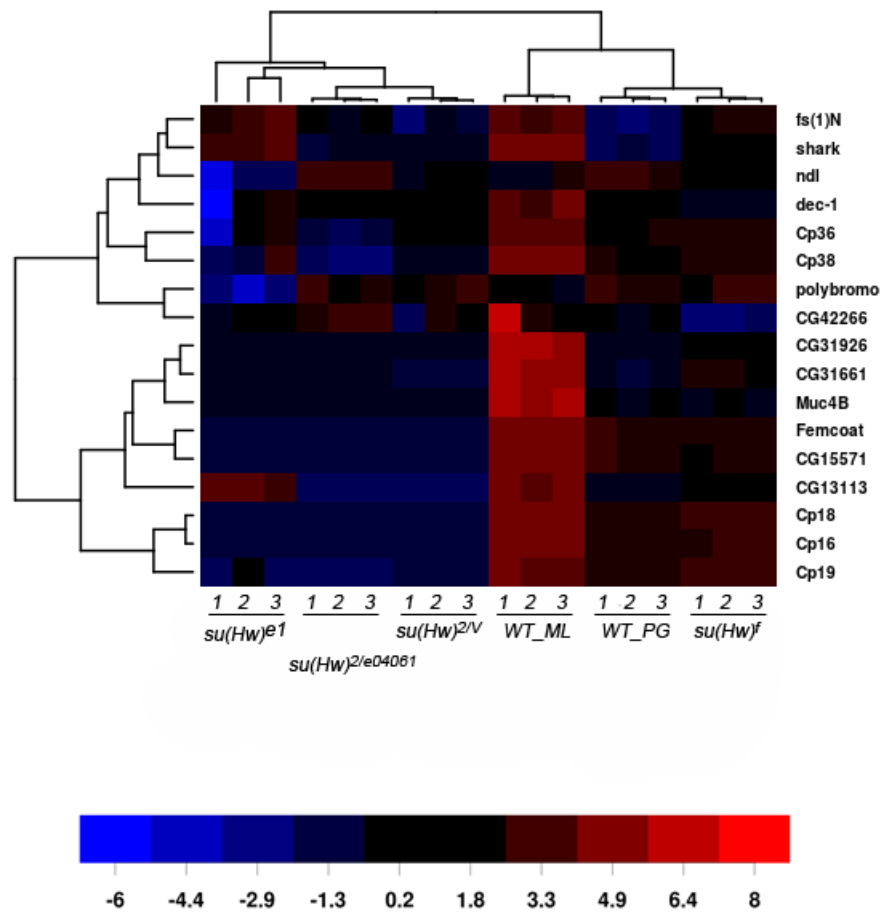 fs(1)N
shark
ndl
dec-1
Cp36
Cp38
polybromo
CG42266
CG31926
CG31661
Muc4B
Femcoat
CG15571
CG13113
Cp18
Cp16
Cp19
1 2 3 1 2 3 1 2 3 1 2 3 1 2 3 1 2 3
su(Hw)e1 su(Hw)2/V WT_ML WT_PG su(Hw)f
su(Hw)2/e04061
-6 -4.4 -2.9 -1.3 0.2 1.8 3.3 4.9 6.4 8